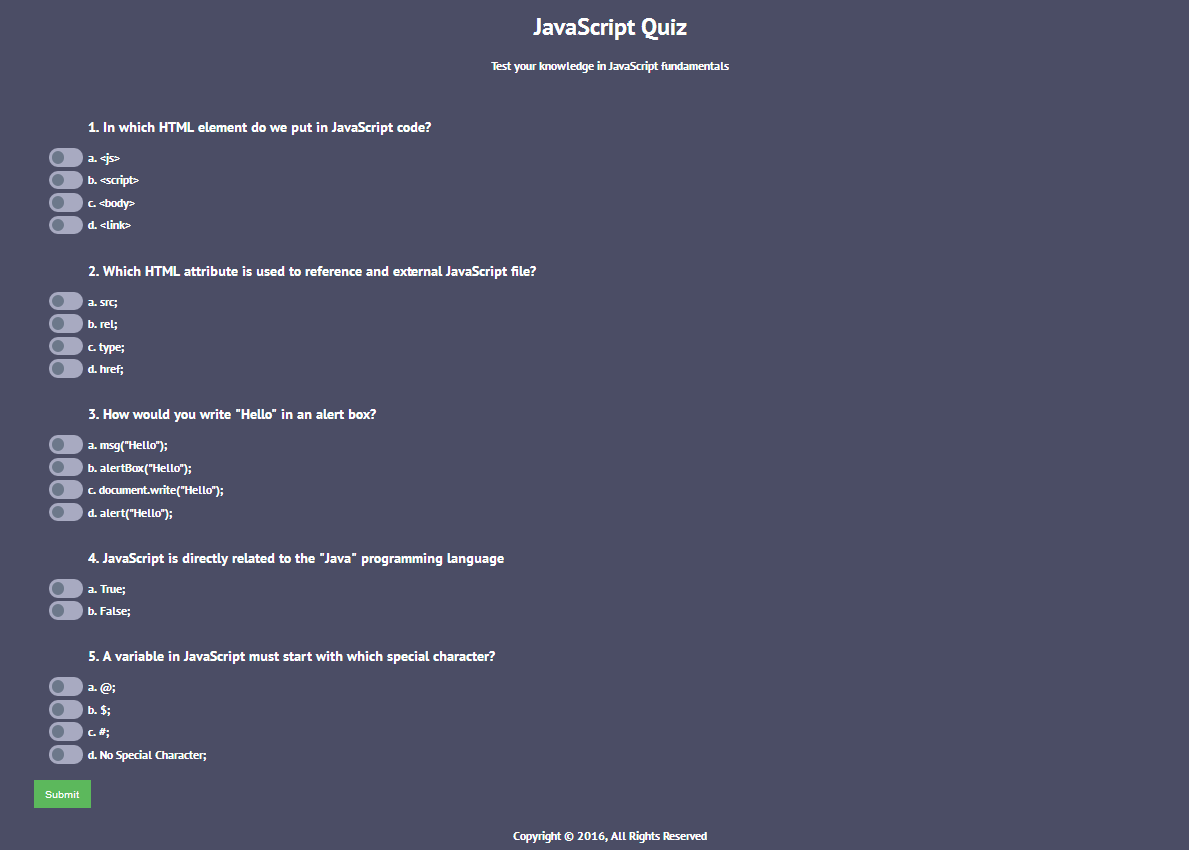 JavaScript Quiz
Test your knowledge in JavaScript fundamentals
1. In which HTML element do we put in JavaScript code?
a. <js>
b. <script>
c. <body>
d. <link>
2. Which HTML attribute is used to reference and external JavaScript file?
a. src;
b. rel;
c. type;
d. href;
3. How would you write "Hello" in an alert box?
a. msg("Hello");
b. alertBox("Hello");
c. document.write("Hello");
d. alert("Hello");
4. JavaScript is directly related to the "Java" programming language
a. True;
b. False;
5. A variable in JavaScript must start with which special character?
a. @;
b. $;
c. #;
d. No Special Character;
Submit
Copyright © 2016, All Rights Reserved